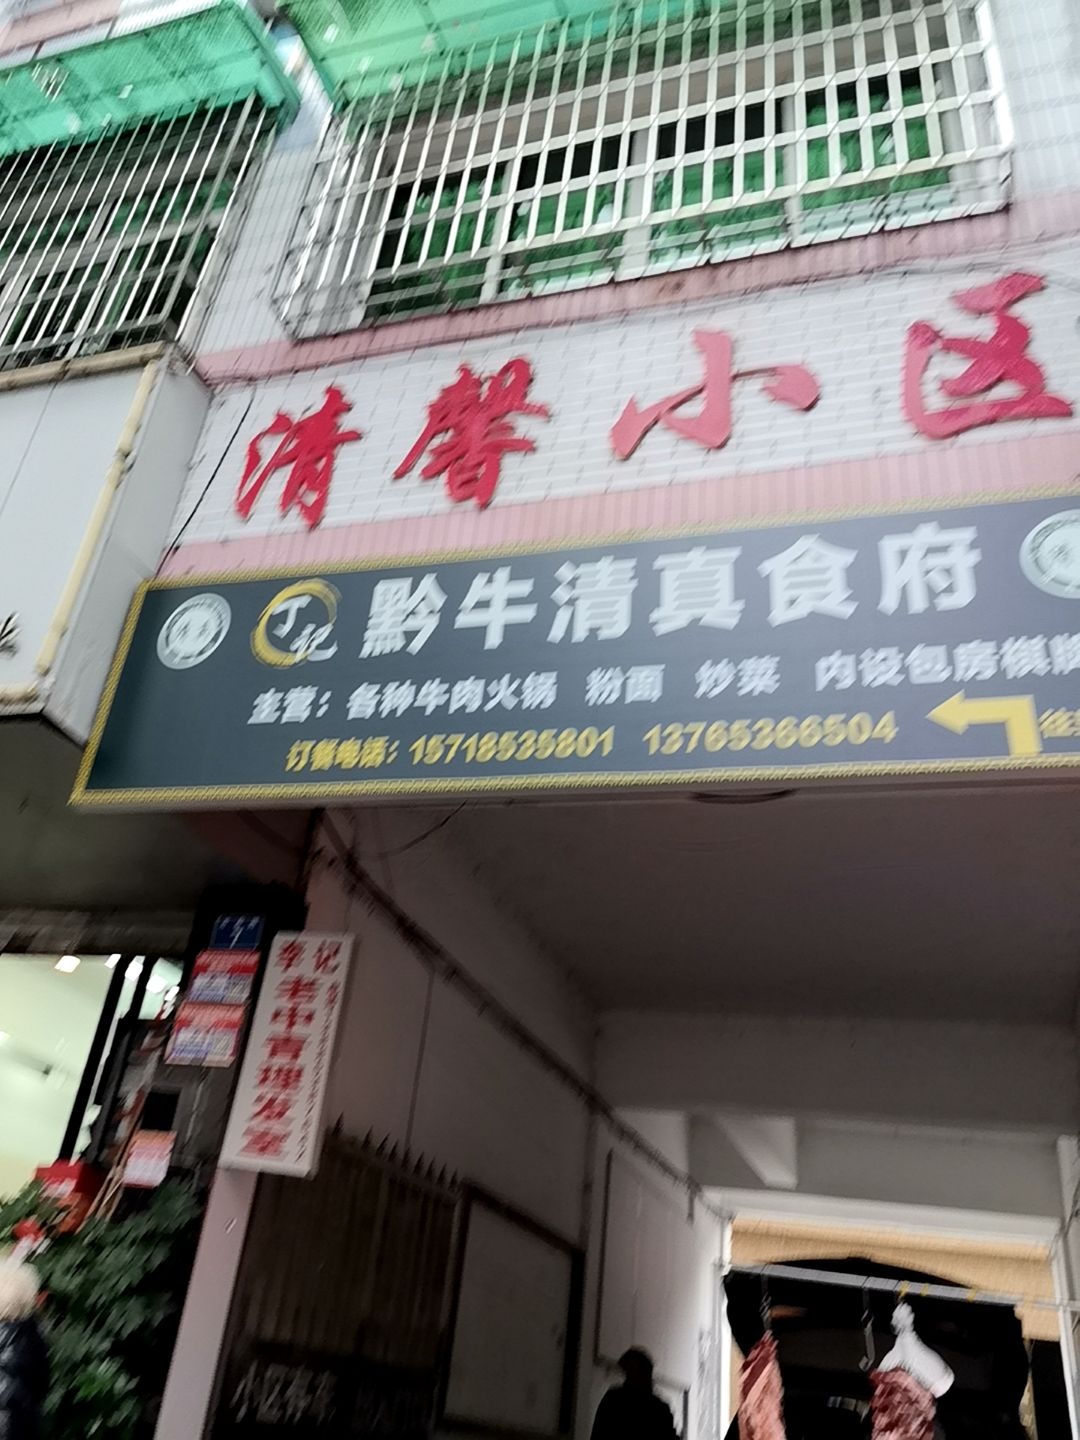 清馨小区
丁记 黔牛清真食府
主营：各种牛肉火锅 粉面 炒菜 内设包房棋牌
订餐电话：15718535801 13765366504
李记
老中青理发室
7